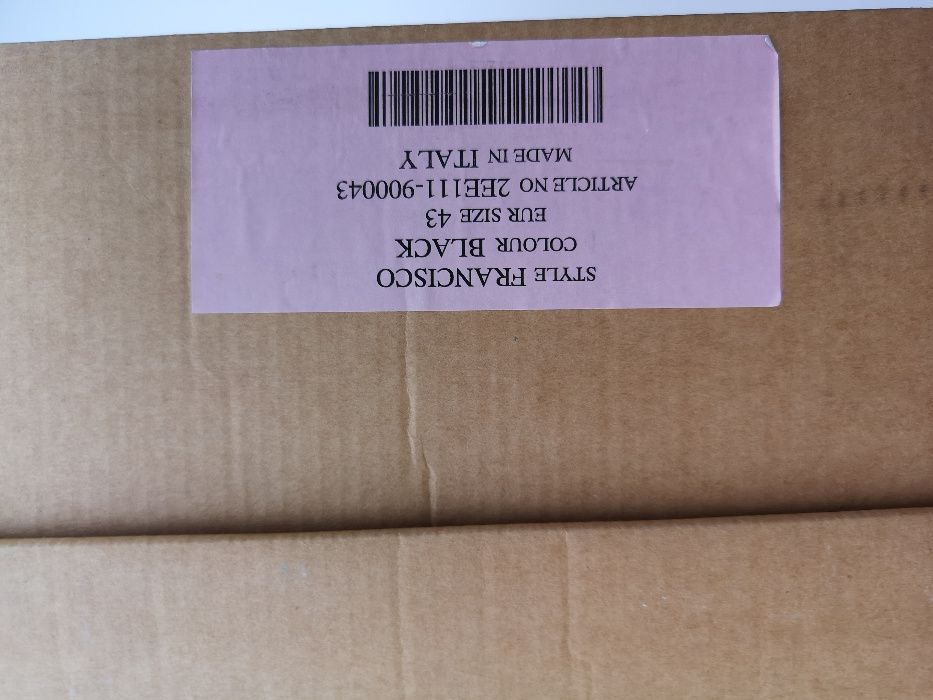 STYLE FRANCISCO
COLOUR BLACK
EUR SIZE 43
ARTICLE NO 2EE111-900043
MADE IN ITALY